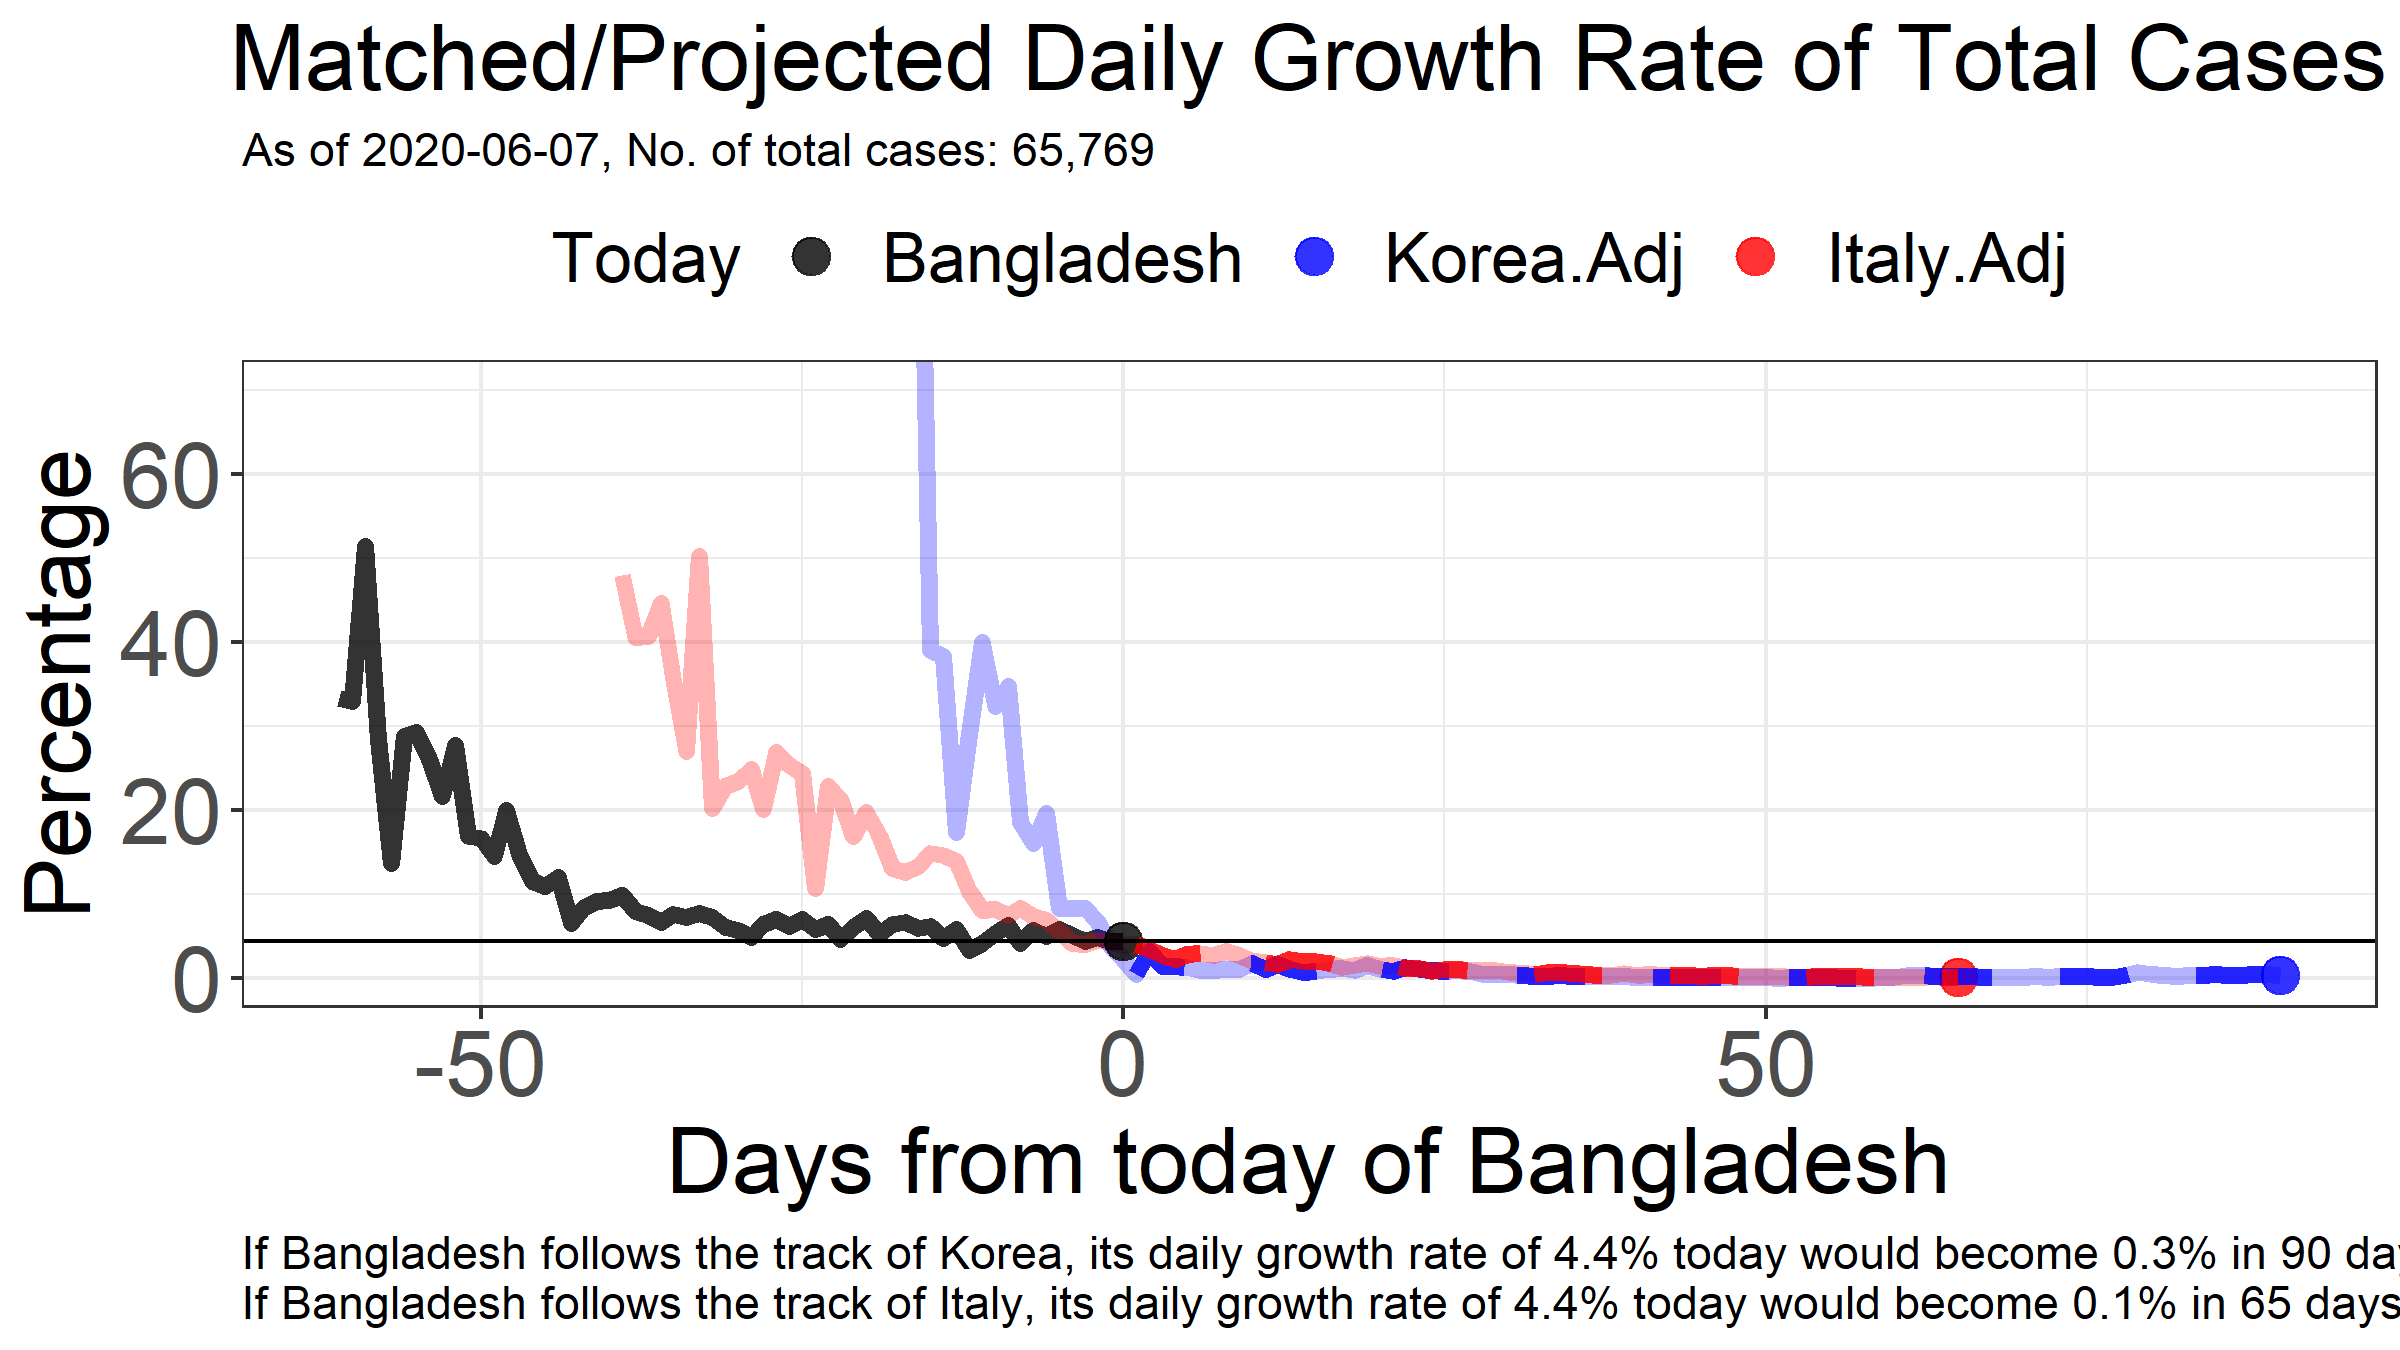 Matched/Projected Daily Growth Rate of Total Cases
As of 2020-06-07, No. of total cases: 65,769
Today Bangladesh Korea.Adj Italy.Adj
Percentage
60
40
20
0
-50 0 50
Days from today of Bangladesh
If Bangladesh follows the track of Korea, its daily growth rate of 4.4% today would become 0.3% in 90
If Bangladesh follows the track of Italy, its daily growth rate of 4.4% today would become 0.1% in 65 days